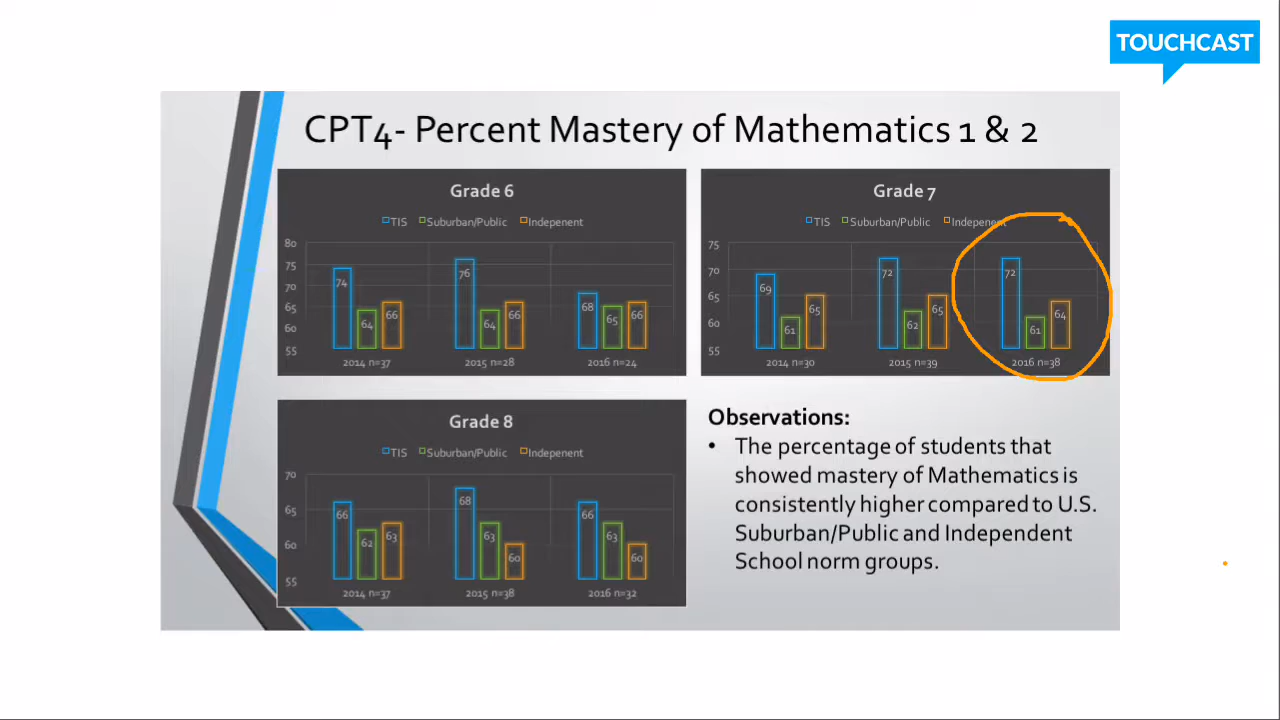 TOUCHCAST
CPT4- Percent Mastery of Mathematics 1 & 2
Grade 6
TIS Suburban/Public Indepenent
80
75
70
65
60
55
74 64 66
76 64 66
68 65 66
2014 n=37 2015 n=28 2016 n=24
Grade 7
TIS Suburban/Public Indepenent
75
70
65
60
55
69 61 65
72 62 65
72 61 64
2014 n=30 2015 n=39 2016 n=38
Grade 8
TIS Suburban/Public Indepenent
70
65
60
55
66 62 63
68 63 60
66 63 60
2014 n=37 2015 n=38 2016 n=32
Observations:
• The percentage of students that
showed mastery of Mathematics is
consistently higher compared to U.S.
Suburban/Public and Independent
School norm groups.